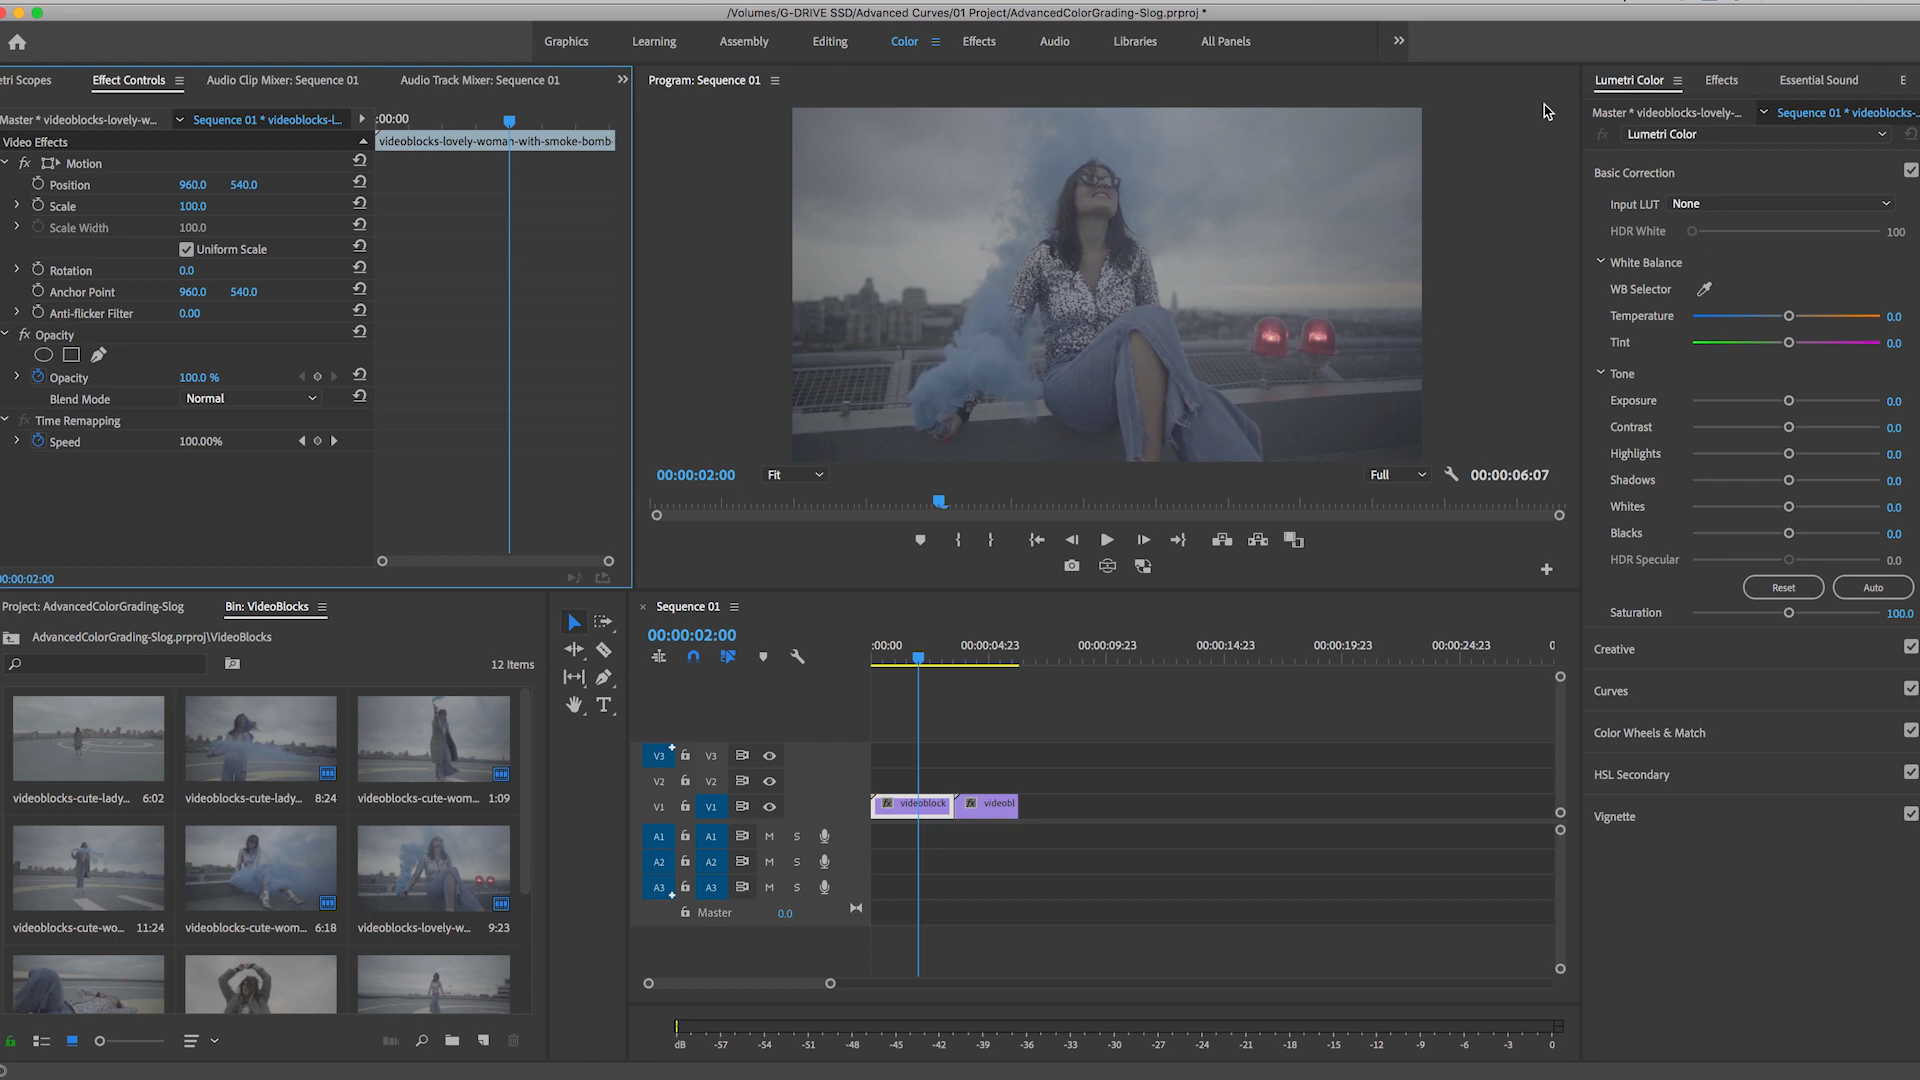 /Volumes/G-DRIVE SSD/Advanced Curves/01 Project/AdvancedColorGrading-Slog.prproj *
Graphics
Learning
Assembly
Editing
Color
Effects
Audio
Libraries
All Panels
etri Scopes
Effect Controls
Audio Clip Mixer: Sequence 01
Audio Track Mixer: Sequence 01
Master * videoblocks-lovely-w...
Sequence 01 * videoblocks-l...
:00:00
Video Effects
videoblocks-lovely-woman-with-smoke-bomb-
fx Motion
Position 960.0 540.0
Scale 100.0
Scale Width 100.0
Uniform Scale
Rotation 0.0
Anchor Point 960.0 540.0
Anti-flicker Filter 0.00
fx Opacity
Opacity 100.0 %
Blend Mode Normal
fx Time Remapping
Speed 100.00%
00:00:02:00
Program: Sequence 01
00:00:02:00
Fit
Full
00:00:06:07
Lumetri Color
Effects
Essential Sound
E
Master * videoblocks-lovely-...
Sequence 01 * videoblocks-...
fx Lumetri Color
Basic Correction
Input LUT None
HDR White 100
White Balance
WB Selector
Temperature 0.0
Tint 0.0
Tone
Exposure 0.0
Contrast 0.0
Highlights 0.0
Shadows 0.0
Whites 0.0
Blacks 0.0
HDR Specular 0.0
Reset
Auto
Saturation 100.0
Creative
Curves
Color Wheels & Match
HSL Secondary
Vignette
Project: AdvancedColorGrading-Slog
Bin: VideoBlocks
AdvancedColorGrading-Slog.prproj\VideoBlocks
12 Items
videoblocks-cute-lady... 6:02
videoblocks-cute-lady... 8:24
videoblocks-cute-wom... 1:09
videoblocks-cute-wo... 11:24
videoblocks-cute-wom... 6:18
videoblocks-lovely-w... 9:23
T
× Sequence 01
00:00:02:00
:00:00 00:00:04:23 00:00:09:23 00:00:14:23 00:00:19:23 00:00:24:23 0
V3 V3
V2 V2
V1 V1
fx videoblock
fx videobl
A1 A1 M S
A2 A2 M S
A3 A3 M S
Master 0.0
dB -57 -54 -51 -48 -45 -42 -39 -36 -33 -30 -27 -24 -21 -18 -15 -12 -9 -6 -3 0